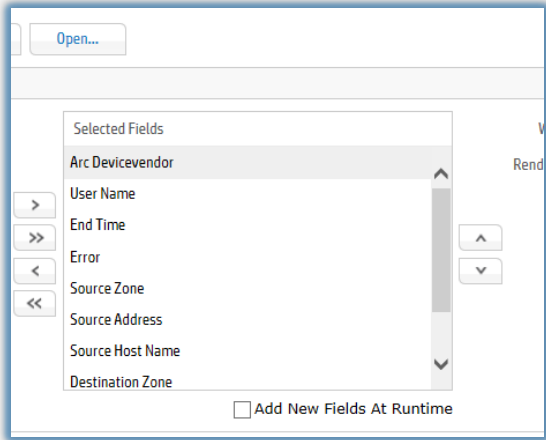 Open...
Selected Fields
Arc Devicevendor
User Name
End Time
Error
Source Zone
Source Address
Source Host Name
Destination Zone
Add New Fields At Runtime
Rend